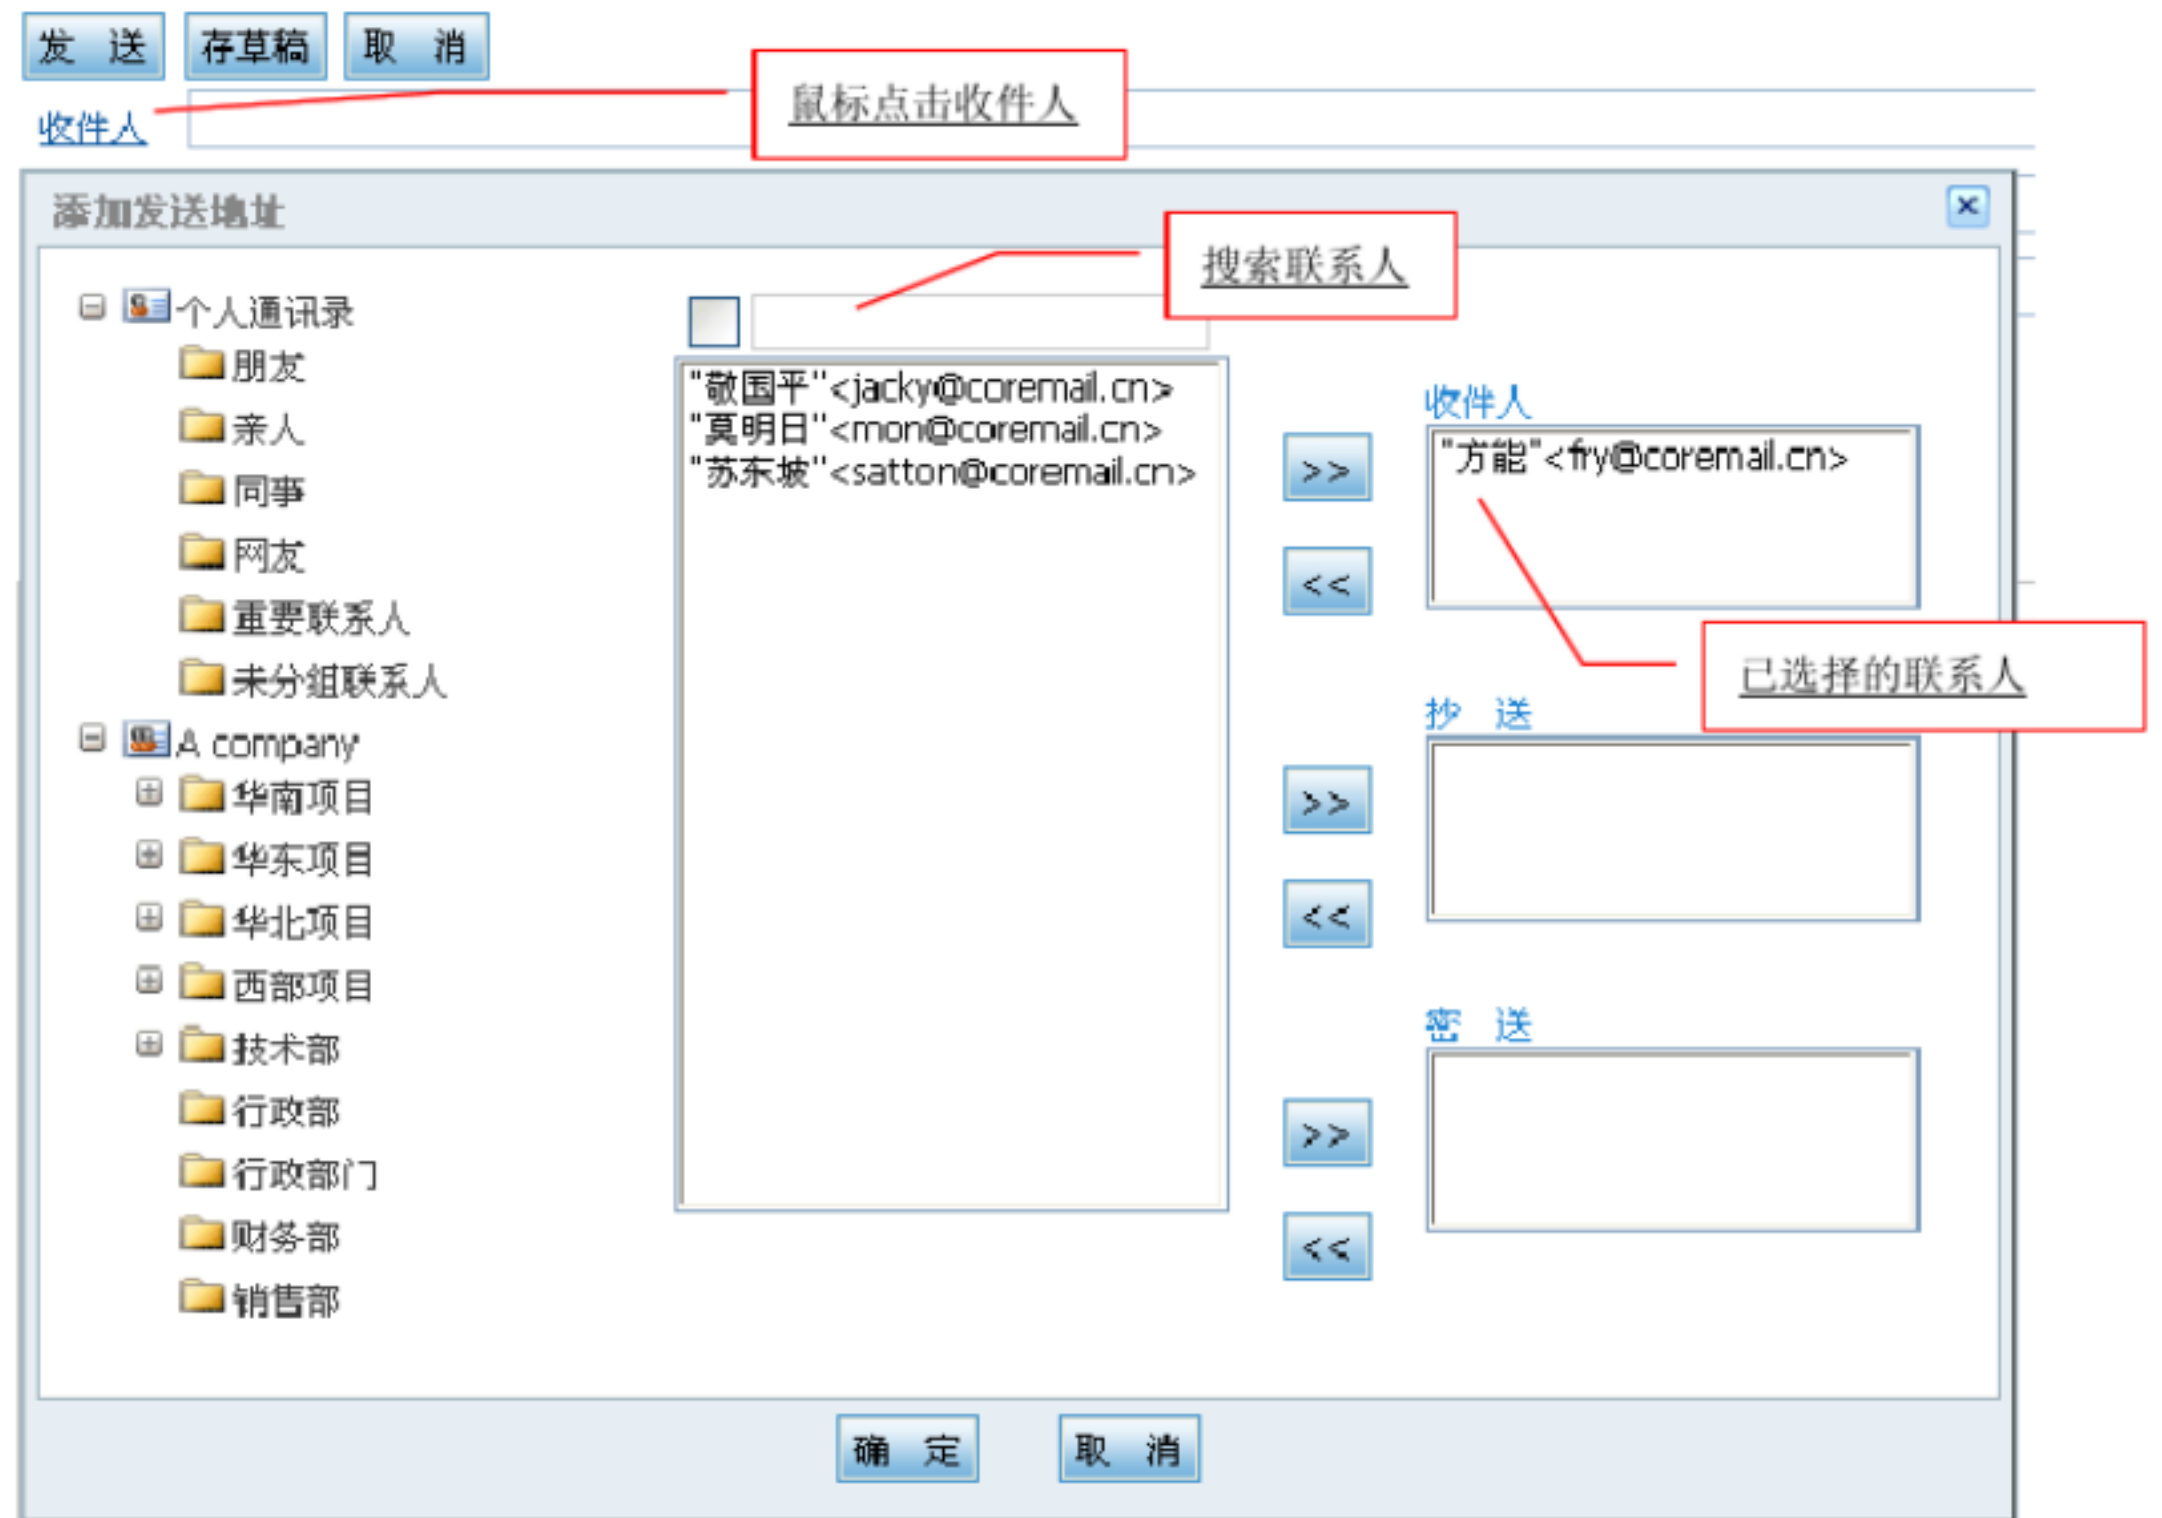 发 送 存草稿 取 消
鼠标点击收件人
收件人
添加发送地址
搜索联系人
个人通讯录
朋友
亲人
同事
网友
重要联系人
未分组联系人
A company
华南项目
华东项目
华北项目
西部项目
技术部
行政部
行政部门
财务部
销售部
"敬国平"<jacky@coremail.cn>
"莫明日"<mon@coremail.cn>
"苏东坡"<satton@coremail.cn>
>>
<<
收件人
"方能"<fry@coremail.cn>
已选择的联系人
>>
<<
抄 送
>>
<<
密 送
确 定 取 消